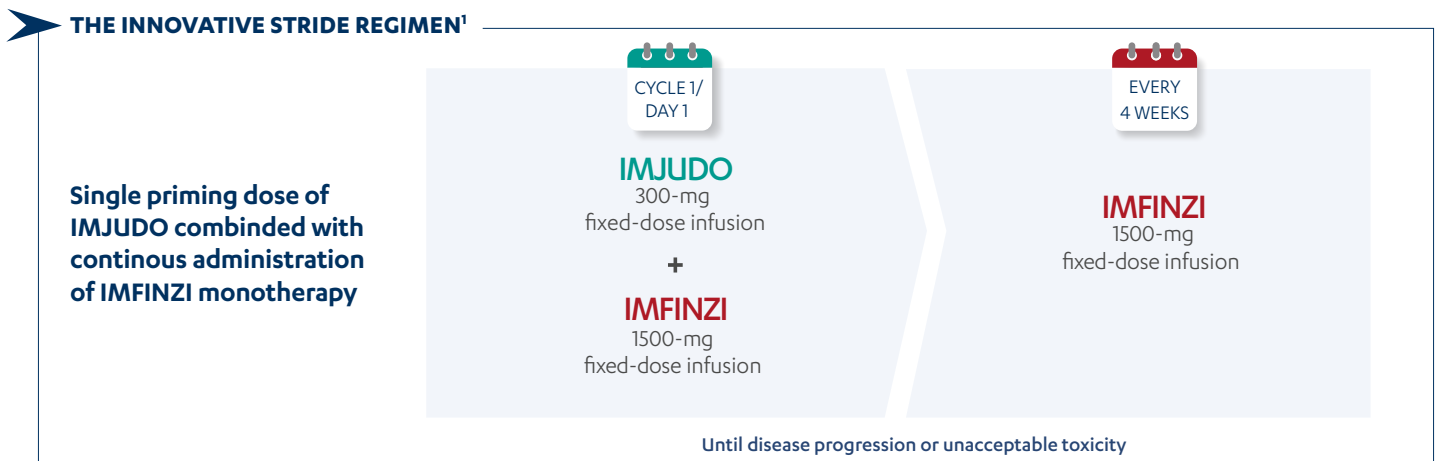 THE INNOVATIVE STRIDE REGIMEN¹
Single priming dose of
IMJUDO combinded with
continous administration
of IMFINZI monotherapy
CYCLE 1/
DAY 1
IMJUDO
300-mg
fixed-dose infusion
+
IMFINZI
1500-mg
fixed-dose infusion
EVERY
4 WEEKS
IMFINZI
1500-mg
fixed-dose infusion
Until disease progression or unacceptable toxicity